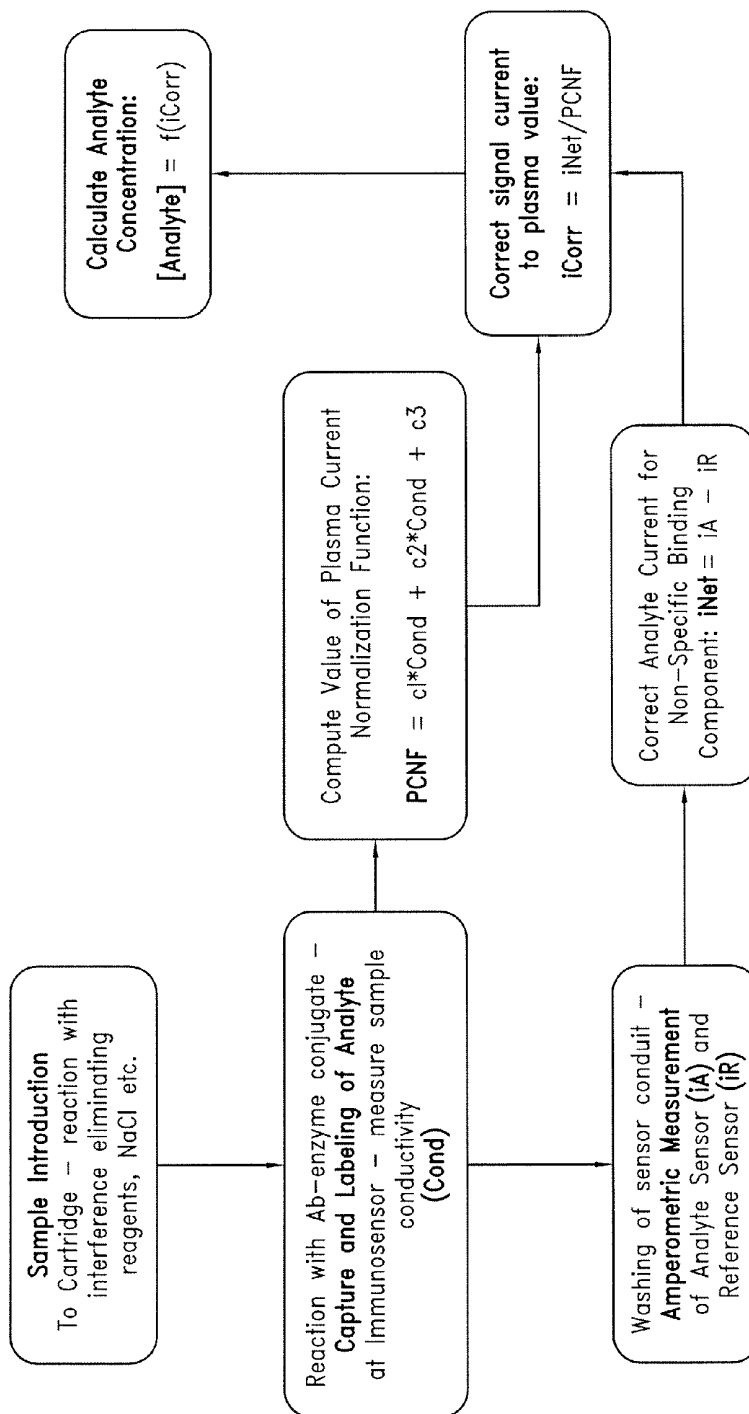 Sample Introduction
To Cartridge – reaction with
interference eliminating
reagents, NaCl etc.
Reaction with Ab–enzyme conjugate –
Capture and Labeling of Analyte
at Immunosensor – measure sample
conductivity
(Cond)
Washing of sensor conduit –
Amperometric Measurement
of Analyte Sensor (iA) and
Reference Sensor (iR)
Compute Value of Plasma Current
Normalization Function:
PCNF = cl*Cond + c2*Cond + c3
Correct Analyte Current for
Non–Specific Binding
Component: iNet = iA – iR
Correct signal current
to plasma value:
iCorr = iNet/PCNF
Calculate Analyte
Concentration:
[Analyte] = f(iCorr)